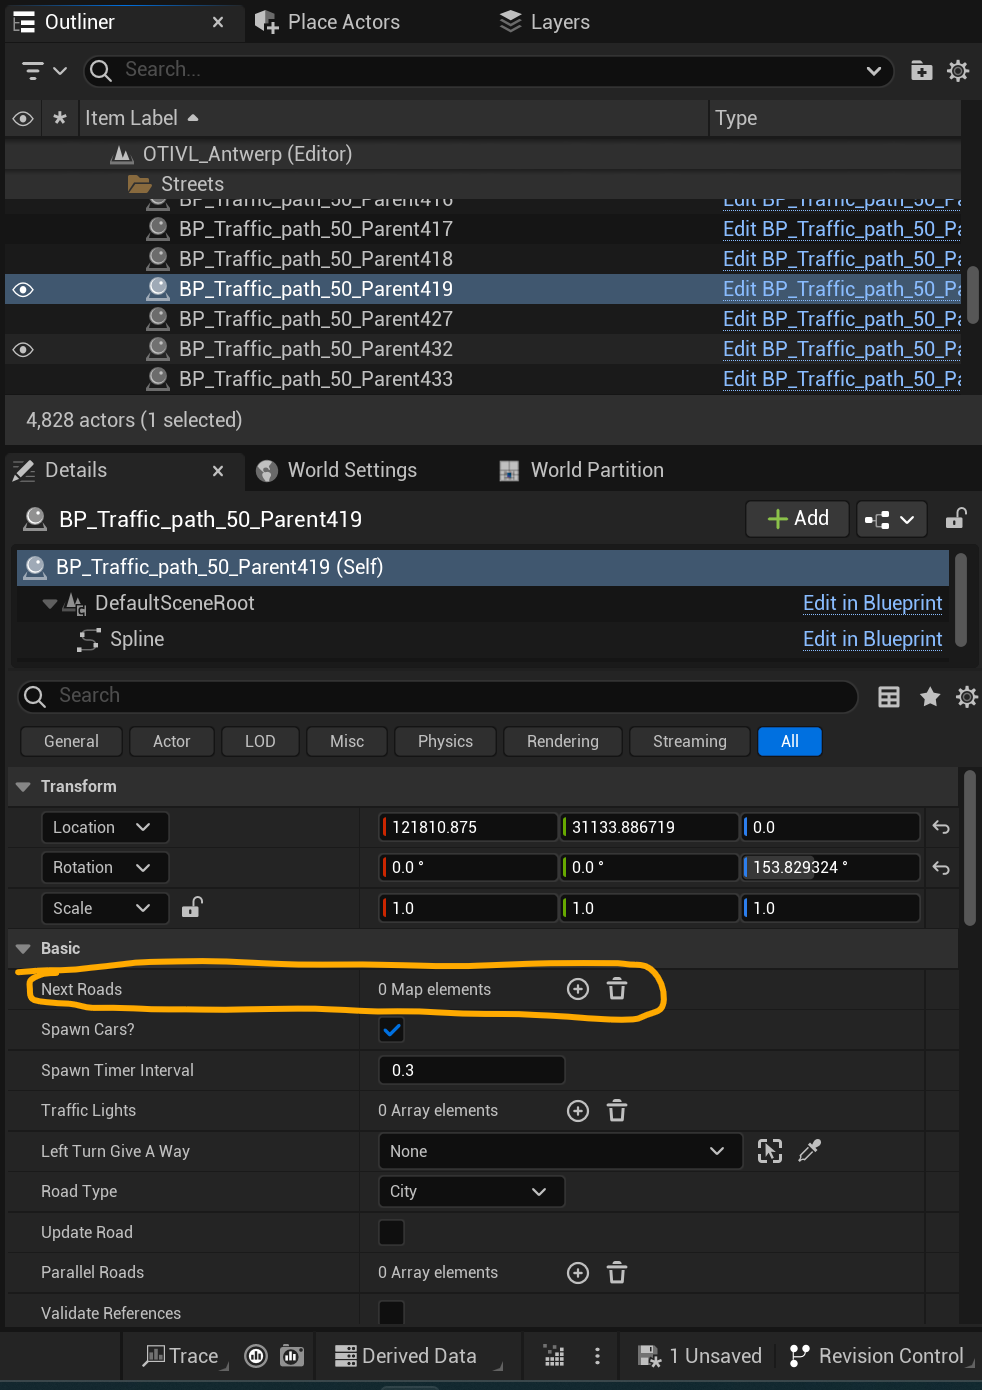 Outliner × Place Actors Layers
Search...
* Item Label Type
OTIVL_Antwerp (Editor)
Streets
BP_Traffic_path_50_Parent416 Edit BP_Traffic_path_50_Pa
BP_Traffic_path_50_Parent417 Edit BP_Traffic_path_50_Pa
BP_Traffic_path_50_Parent418 Edit BP_Traffic_path_50_Pa
BP_Traffic_path_50_Parent419 Edit BP_Traffic_path_50_Pa
BP_Traffic_path_50_Parent427 Edit BP_Traffic_path_50_Pa
BP_Traffic_path_50_Parent432 Edit BP_Traffic_path_50_Pa
BP_Traffic_path_50_Parent433 Edit BP_Traffic_path_50_Pa
4,828 actors (1 selected)
Details × World Settings World Partition
BP_Traffic_path_50_Parent419 + Add
BP_Traffic_path_50_Parent419 (Self)
DefaultSceneRoot Edit in Blueprint
Spline Edit in Blueprint
Search
General Actor LOD Misc Physics Rendering Streaming All
Transform
Location 121810.875 31133.886719 0.0
Rotation 0.0 ° 0.0 ° 153.829324 °
Scale 1.0 1.0 1.0
Basic
Next Roads 0 Map elements
Spawn Cars?
Spawn Timer Interval 0.3
Traffic Lights 0 Array elements
Left Turn Give A Way None
Road Type City
Update Road
Parallel Roads 0 Array elements
Validate References
Trace Derived Data 1 Unsaved Revision Control